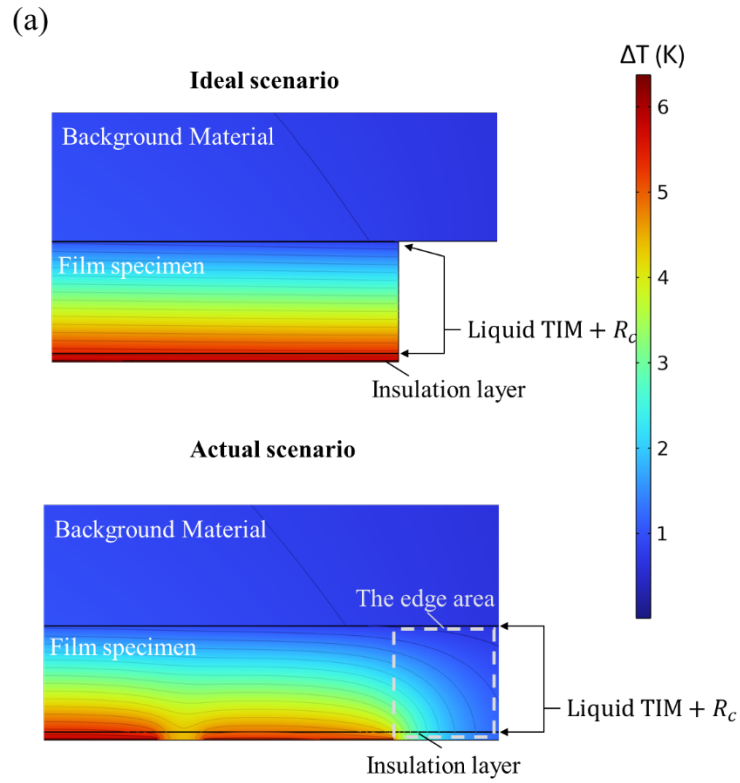 (a)
Ideal scenario
ΔT (K)
Background Material
Film specimen
Liquid TIM + R_c
Insulation layer
6
5
4
3
2
1
Actual scenario
Background Material
The edge area
Film specimen
Liquid TIM + R_c
Insulation layer